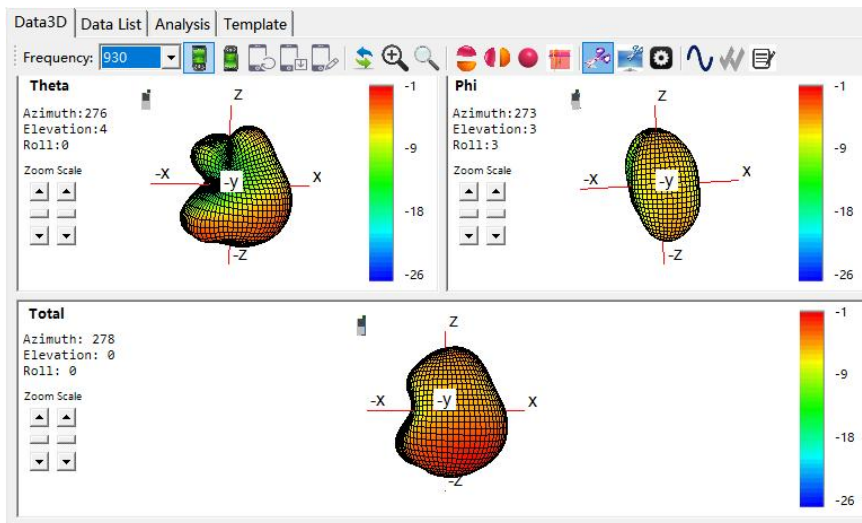 Data3D Data List Analysis Template
Frequency: 930
Theta
Azimuth:276
Elevation:4
Roll:0
Zoom Scale
Z
-X
-y
X
-Z
-1
-9
-18
-26
Phi
Azimuth:273
Elevation:3
Roll:3
Zoom Scale
Z
-X
-y
X
-Z
-1
-9
-18
-26
Total
Azimuth: 278
Elevation: 0
Roll: 0
Zoom Scale
Z
-X
-y
X
-Z
-1
-9
-18
-26